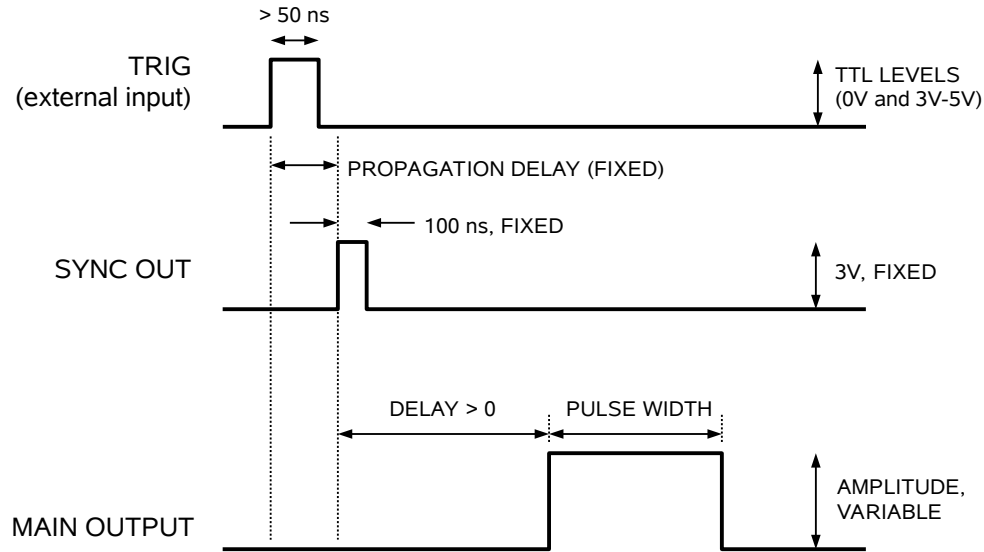 > 50 ns
TRIG
(external input)
TTL LEVELS
(0V and 3V-5V)
PROPAGATION DELAY (FIXED)
100 ns, FIXED
SYNC OUT
3V, FIXED
DELAY > 0
PULSE WIDTH
AMPLITUDE,
VARIABLE
MAIN OUTPUT